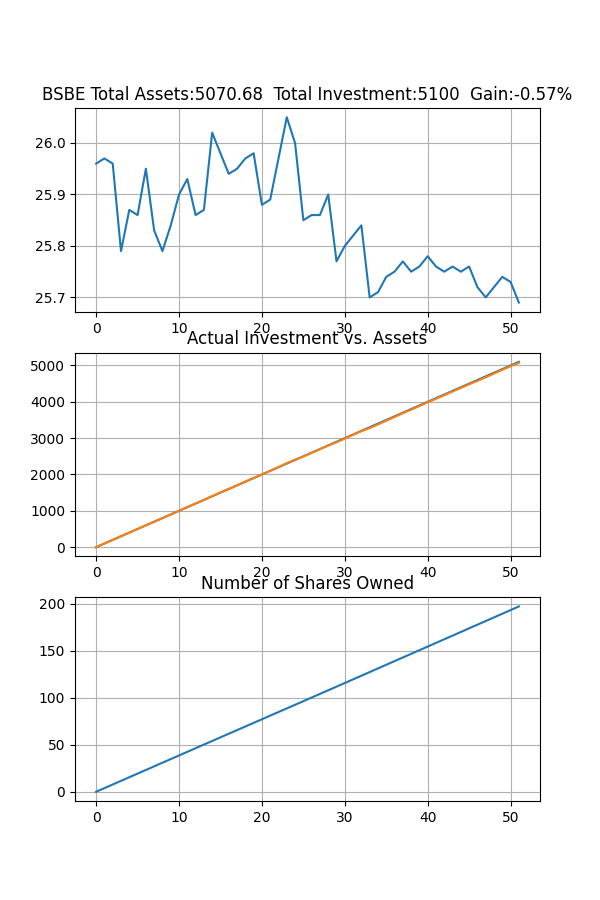 BSBE Total Assets:5070.68  Total Investment:5100  Gain:-0.57%
26.0
25.9
25.8
25.7
0 10 20 30 40 50
Actual Investment vs. Assets
5000
4000
3000
2000
1000
0
0 10 20 30 40 50
Number of Shares Owned
200
150
100
50
0
0 10 20 30 40 50